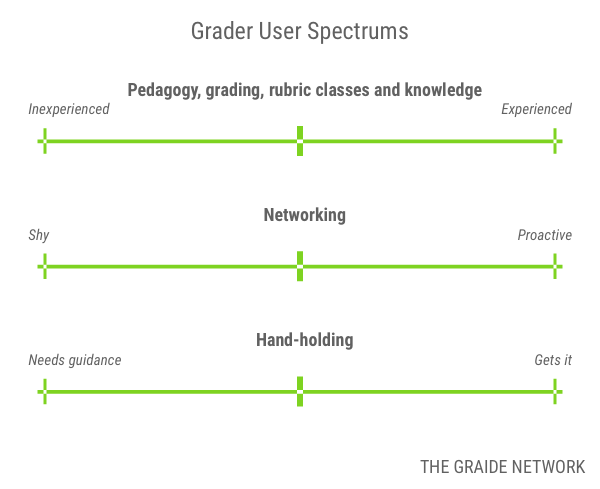 Grader User Spectrums
Pedagogy, grading, rubric classes and knowledge
Inexperienced
Experienced
Networking
Shy
Proactive
Hand-holding
Needs guidance
Gets it
THE GRAIDE NETWORK